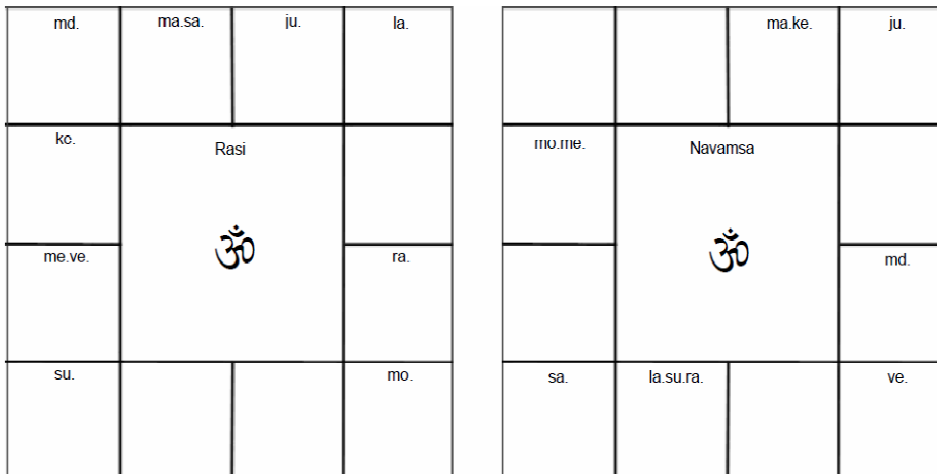 md. ma.sa. ju. la. ma.ke. ju.
ke. Rasi mo.me. Navamsa
ॐ ॐ
me.ve. ra. md.
su. mo. sa. la.su.ra. ve.